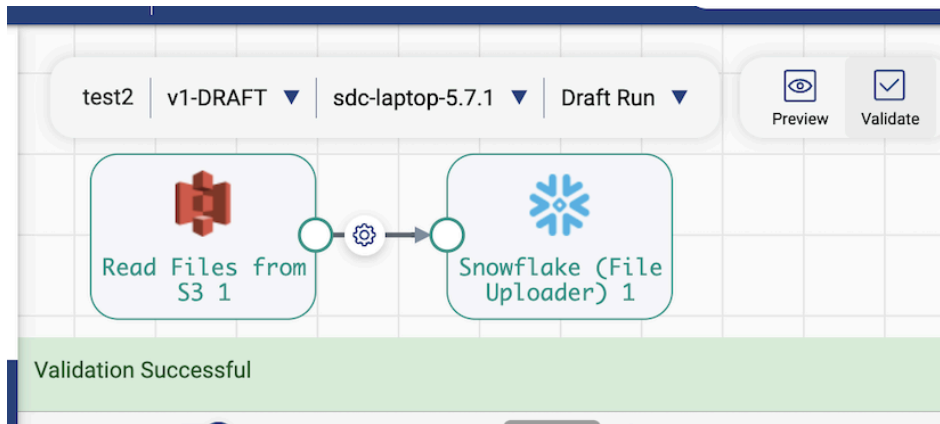 test2 v1-DRAFT sdc-laptop-5.7.1 Draft Run
Preview Validate
Read Files from
S3 1
Snowflake (File
Uploader) 1
Validation Successful